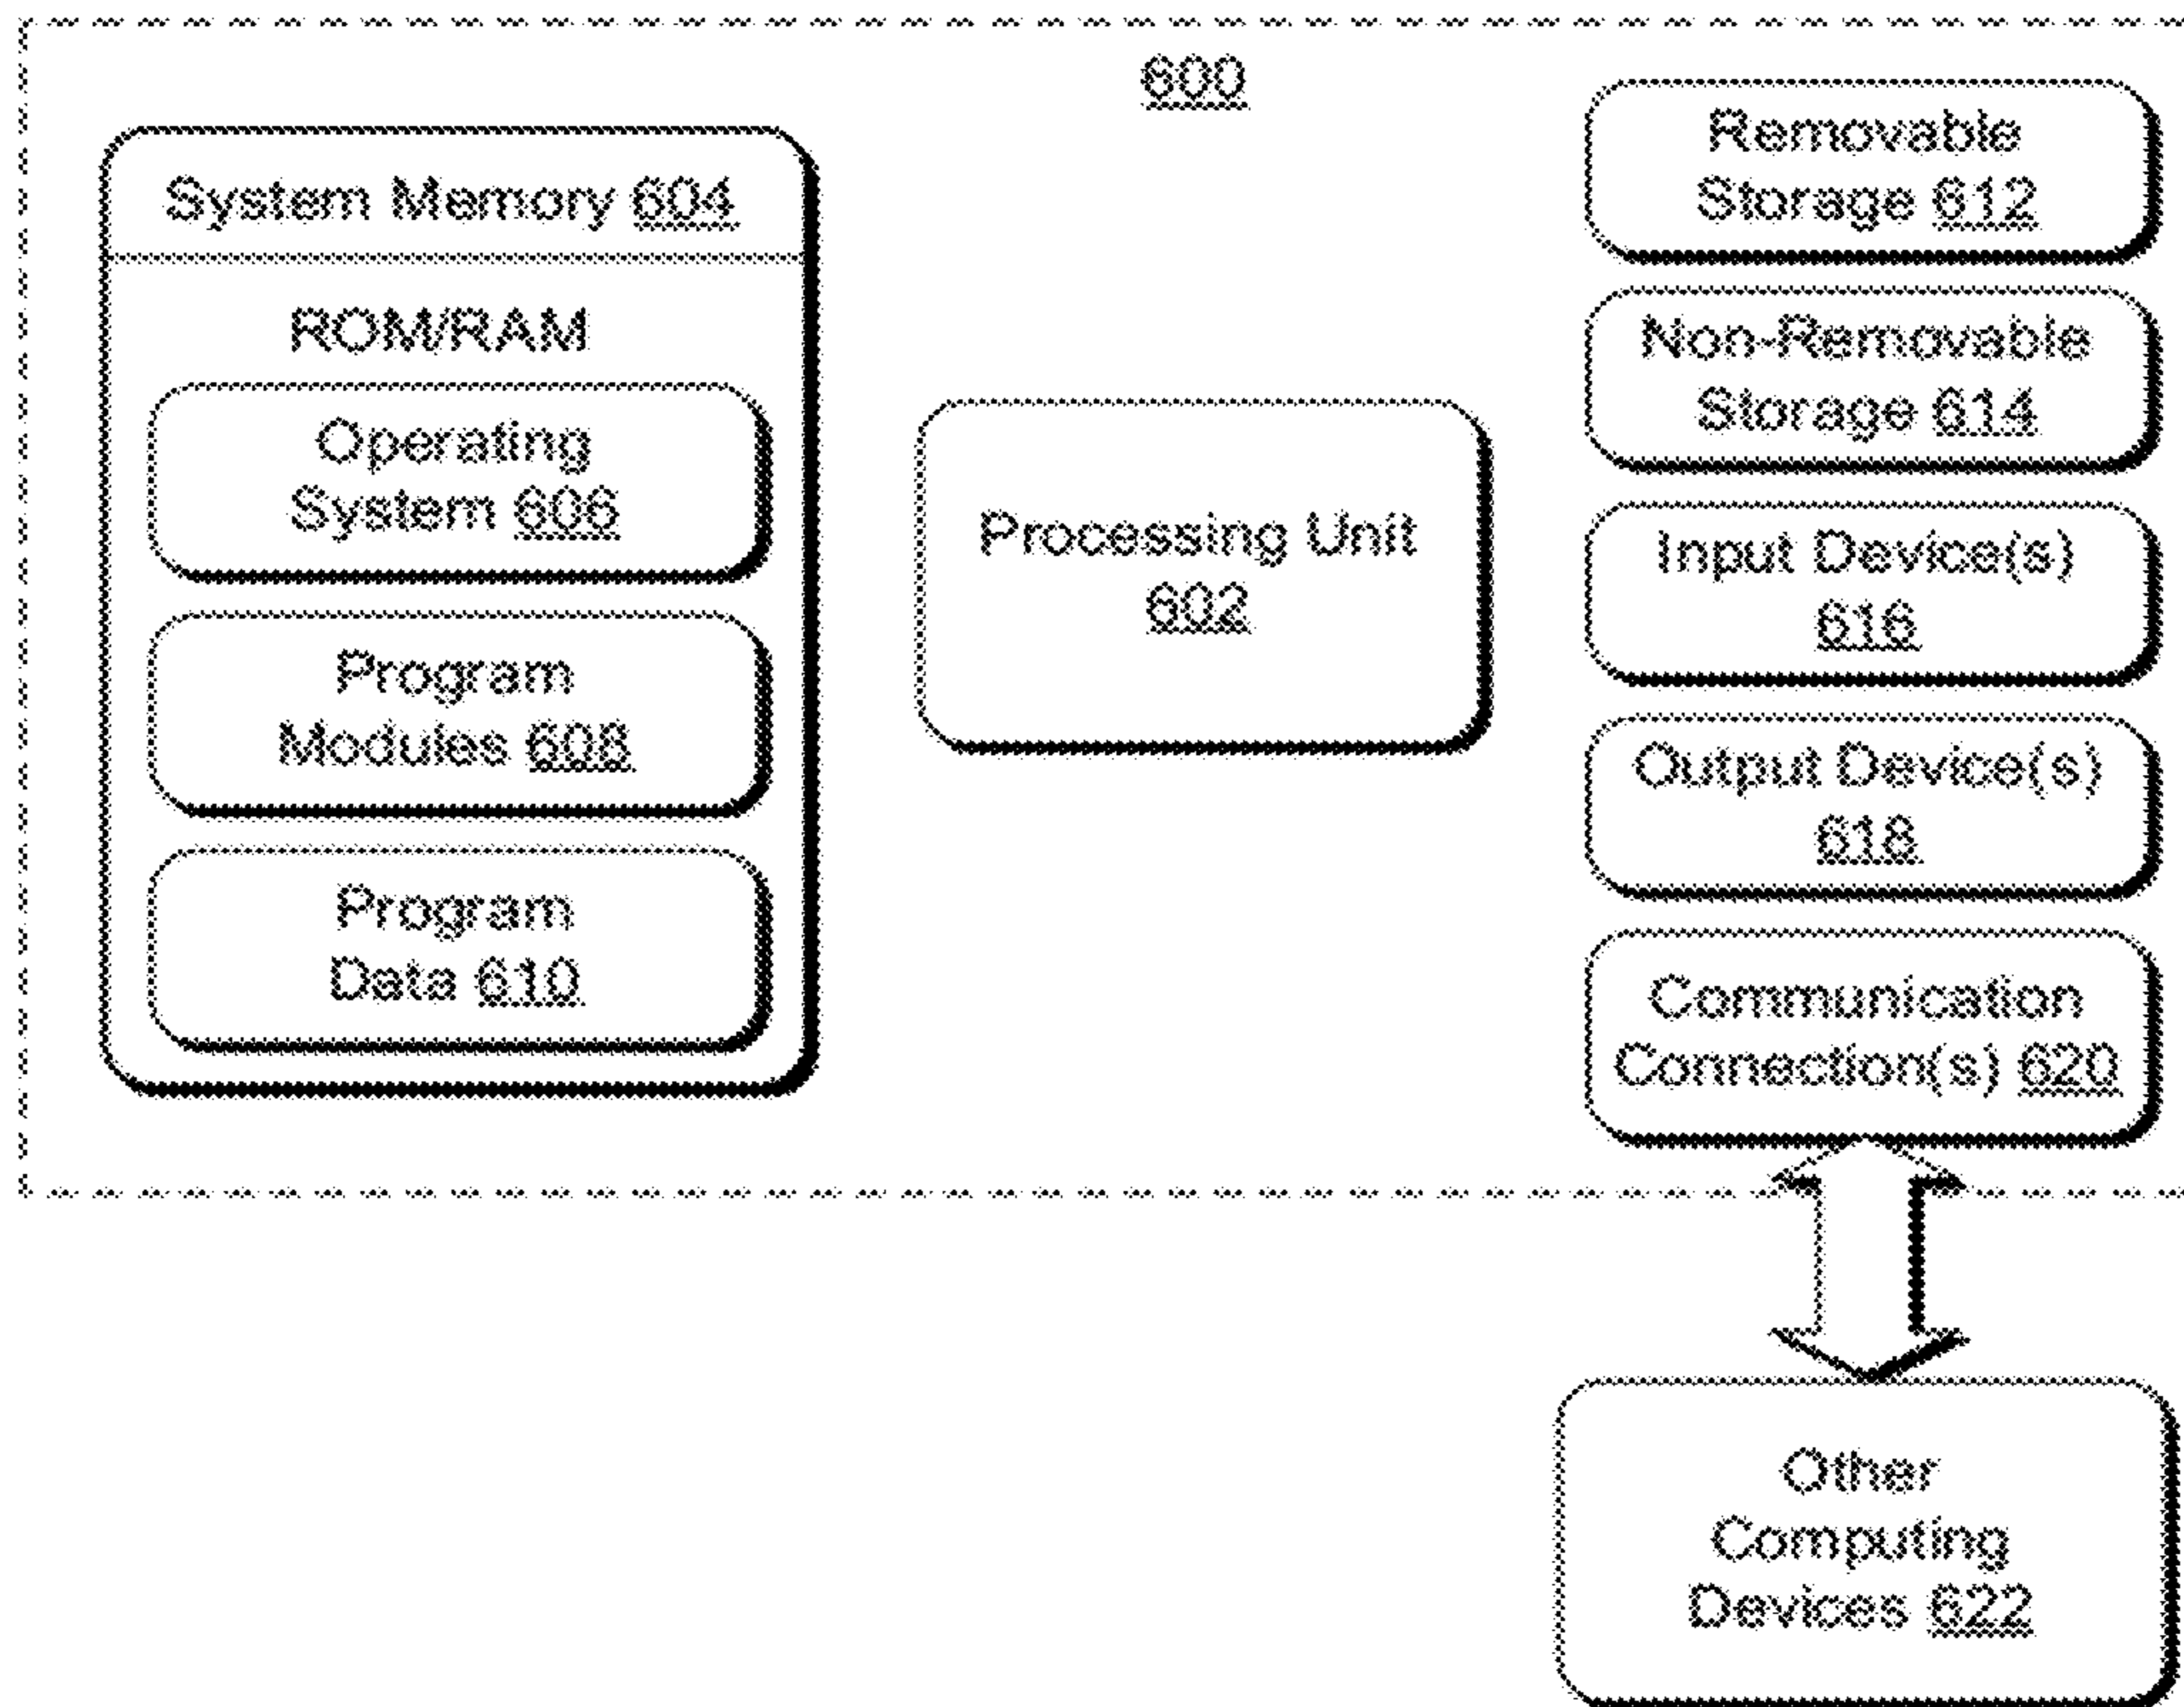 600
System Memory 604
ROM/RAM
Operating
System 606
Program
Modules 608
Program
Data 610
Processing Unit
602
Removable
Storage 612
Non-Removable
Storage 614
Input Device(s)
616
Output Device(s)
618
Communication
Connection(s) 620
Other
Computing
Devices 622